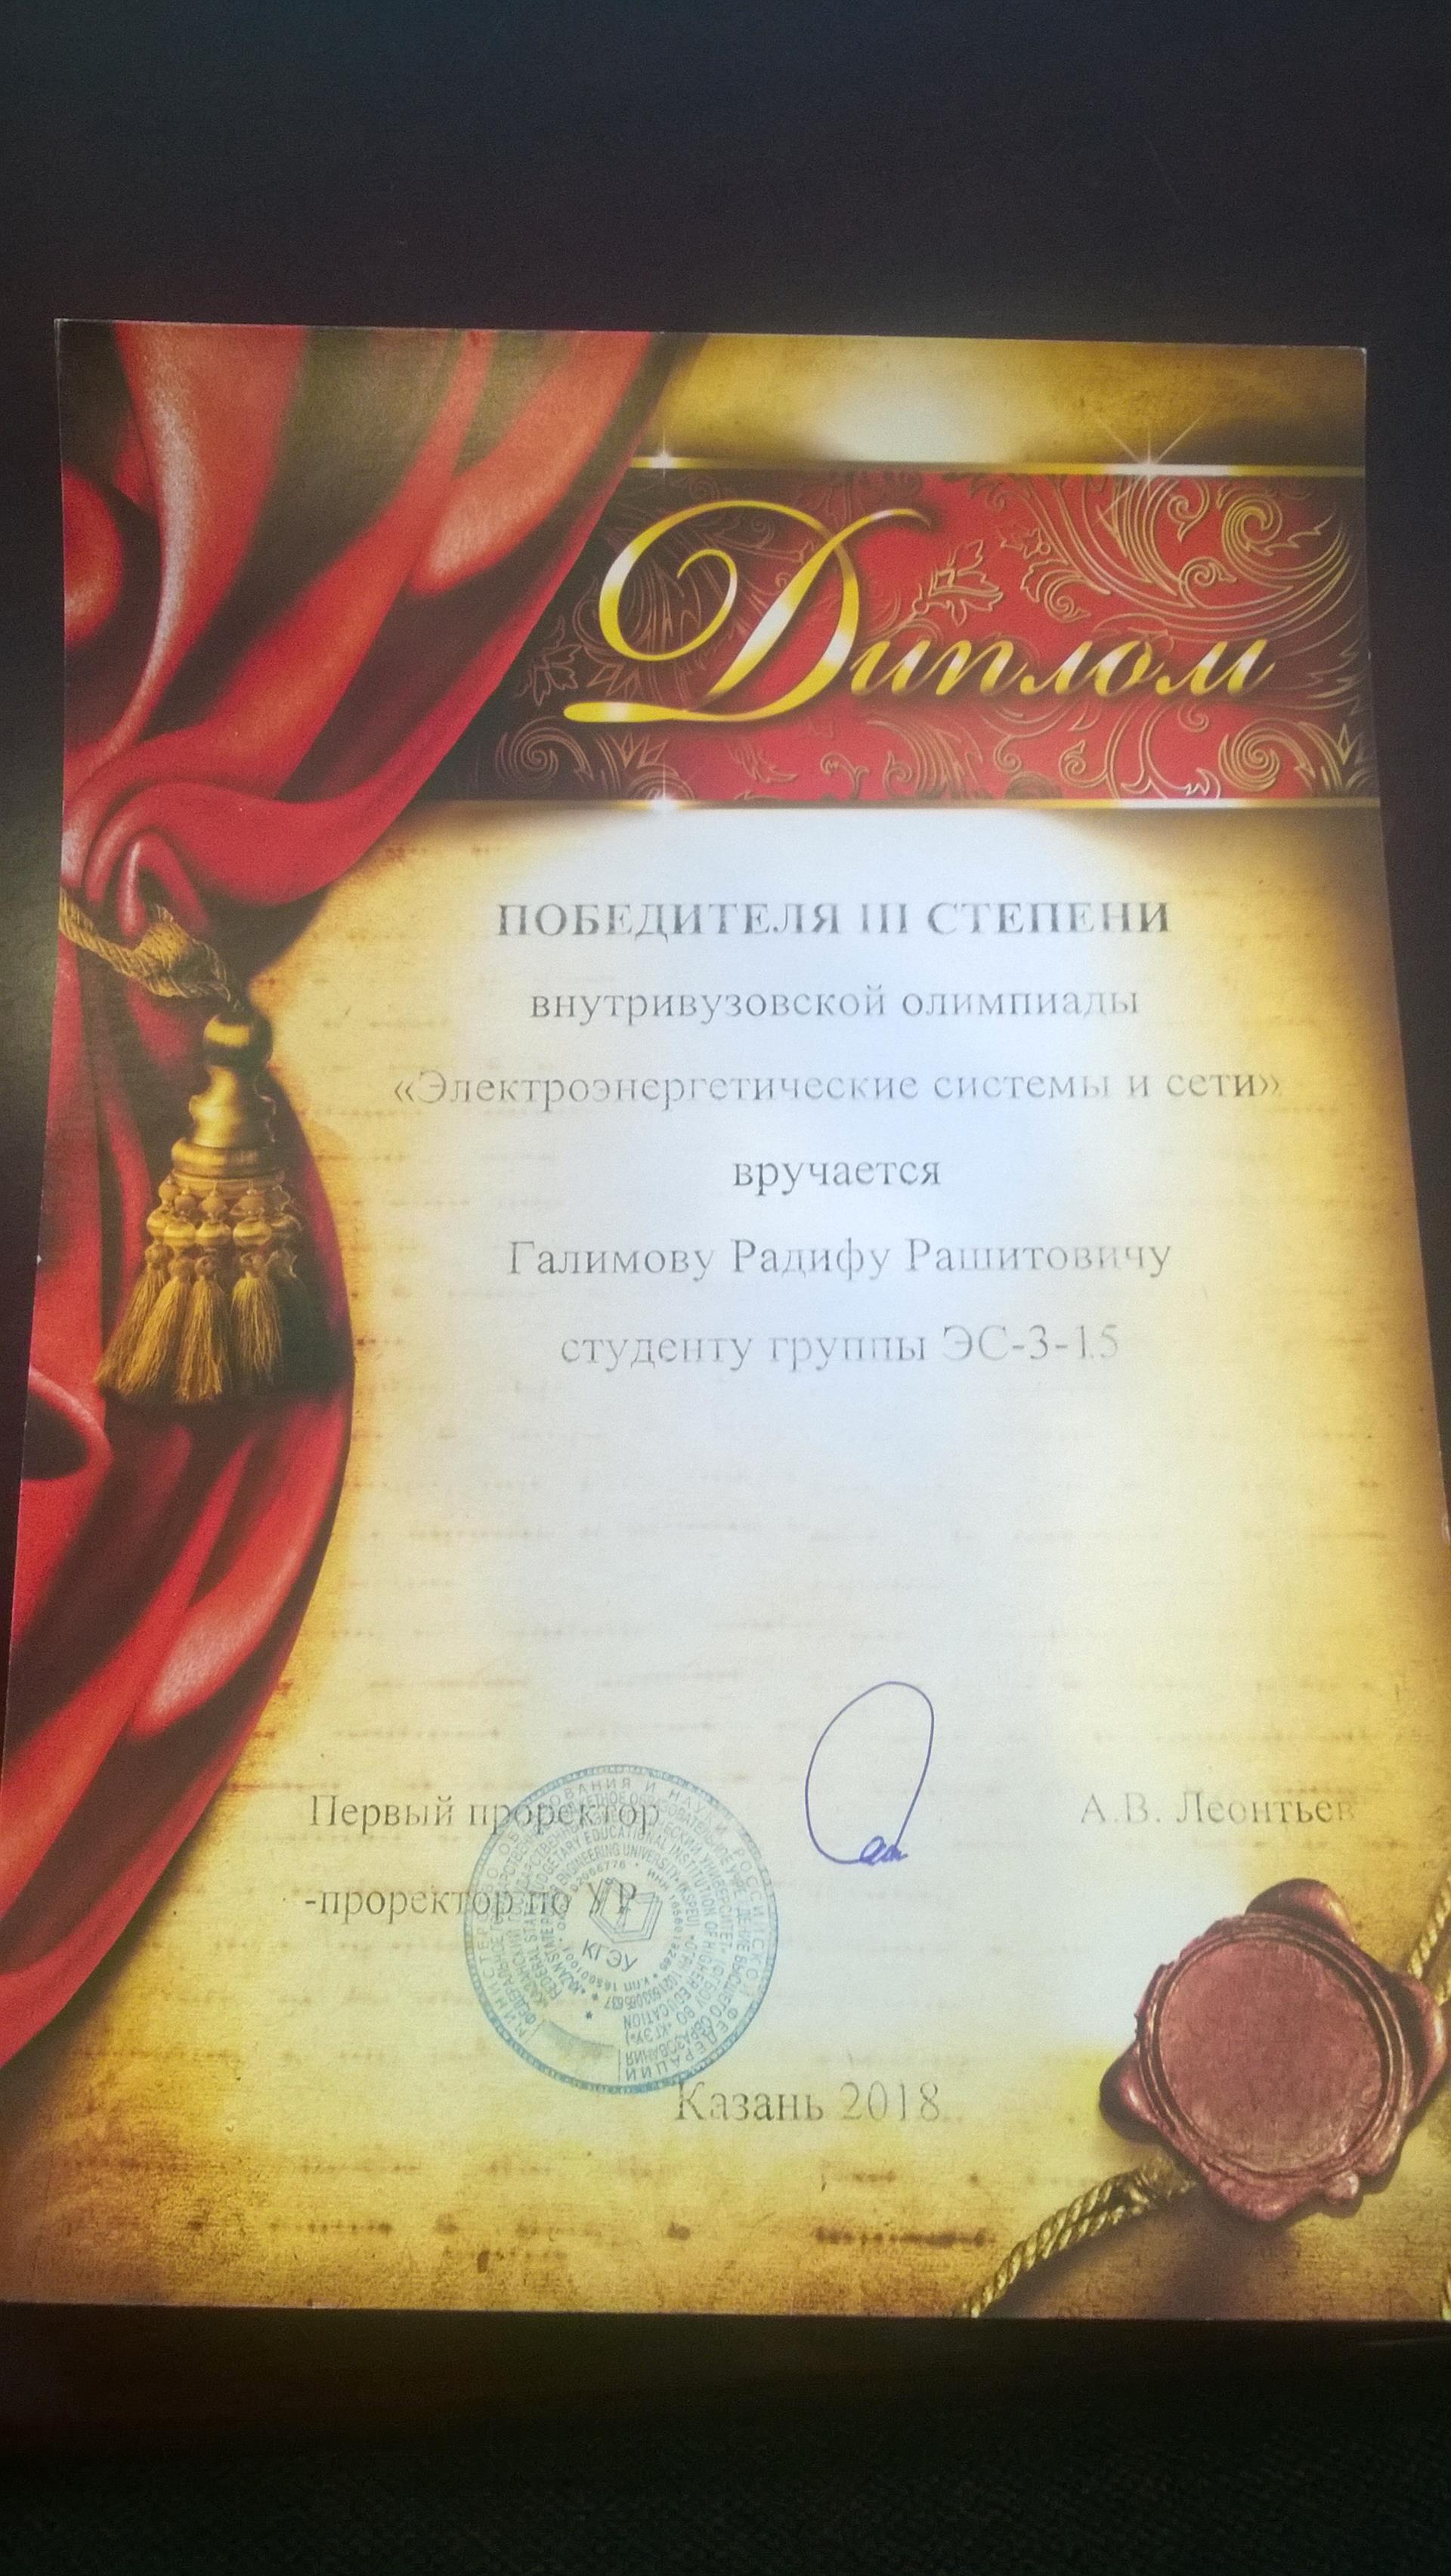 Диплом
ПОБЕДИТЕЛЯ III СТЕПЕНИ
внутривузовской олимпиады
«Электроэнергетические системы и сети»
вручается
Галимову Радифу Рашитовичу
студенту группы ЭС-3-15
Первый проректор
А.В. Леонтьев
-проректор по УР
КГЭУ
Казань 2018